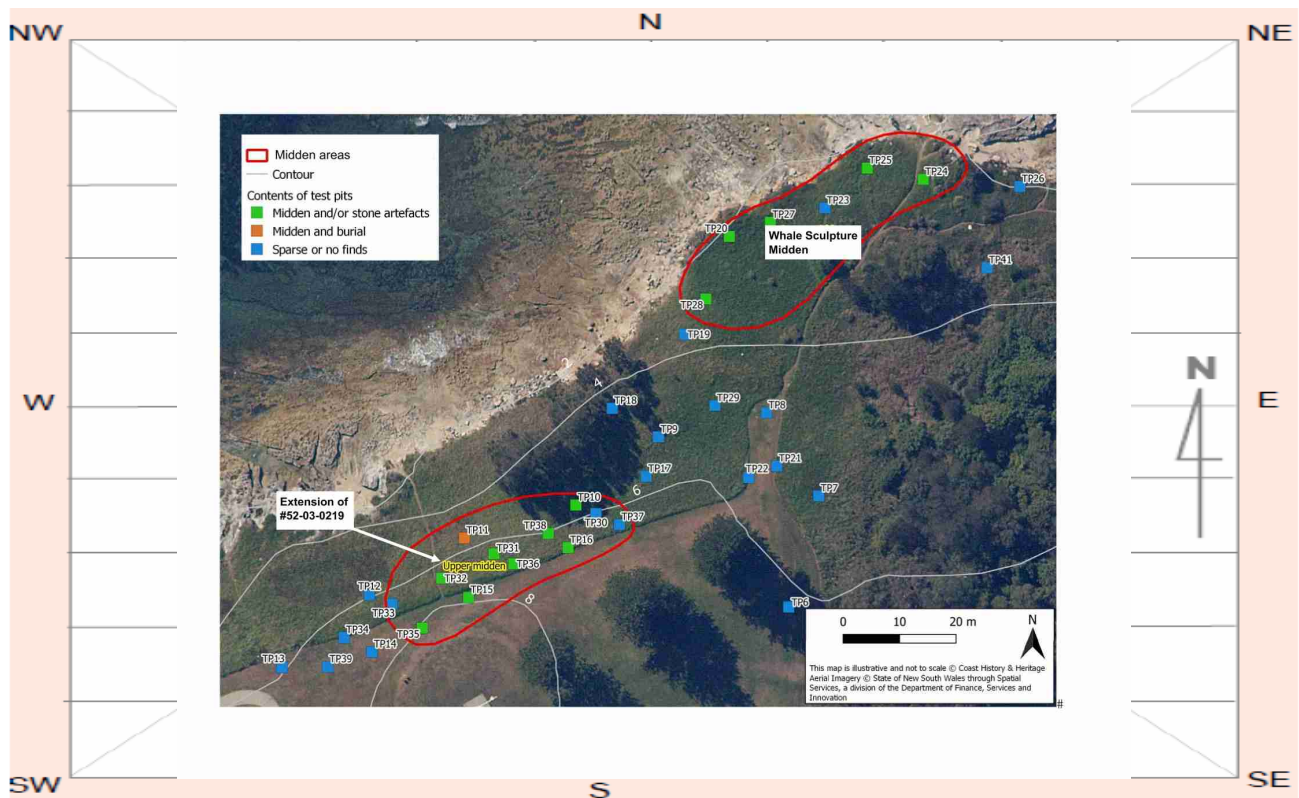 N
NW
NE
Midden areas
Contour
Contents of test pits
Midden and/or stone artefacts
Midden and burial
Sparse or no finds
TP25
TP24
TP26
TP23
TP27
TP20
Whale Sculpture
Midden
TP41
TP28
TP19
2
4
N
W
E
TP18
TP29
TP8
TP9
TP17
TP21
TP22
6
TP7
Extension of
#52-03-0219
TP10
TP30
TP37
TP11
TP38
TP16
TP31
Upper midden
TP36
TP32
TP12
TP15
8
TP33
TP6
TP35
TP34
TP14
TP13
TP39
0 10 20 m
N
This map is illustrative and not to scale © Coast History & Heritage
Aerial Imagery © State of New South Wales through Spatial
Services, a division of the Department of Finance, Services and
Innovation
#
SW
S
SE